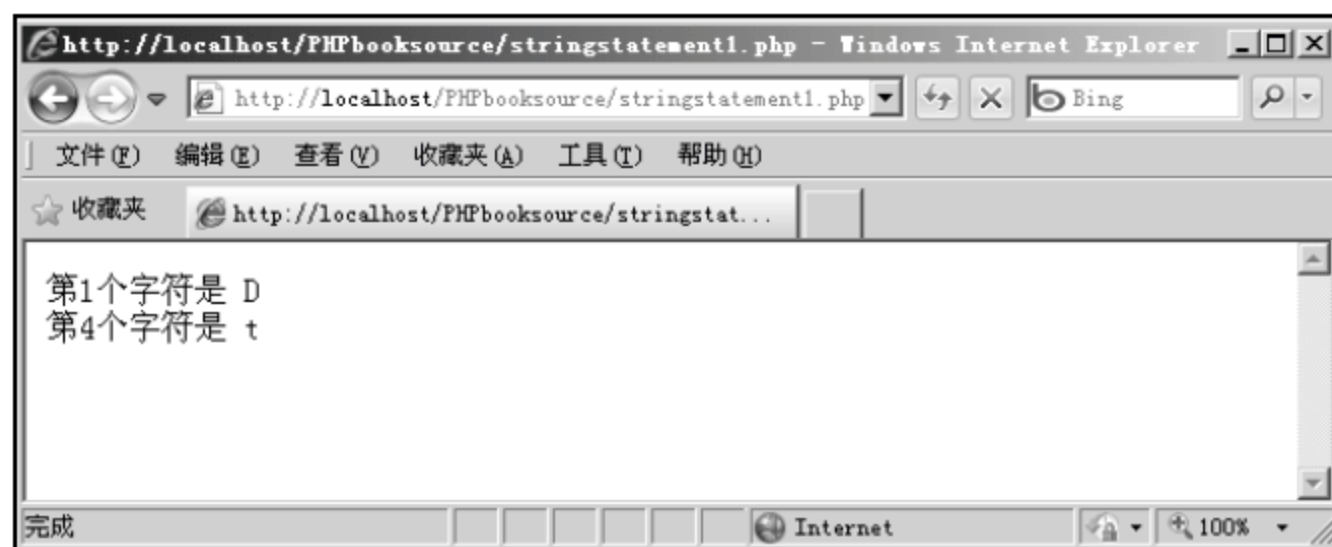 http://localhost/PHPbooksource/stringstatement1.php - Windows Internet Explorer
http://localhost/PHPbooksource/stringstatement1.php
Bing
文件(F) 编辑(E) 查看(V) 收藏夹(A) 工具(T) 帮助(H)
收藏夹 http://localhost/PHPbooksource/stringstat...
第1个字符是 D
第4个字符是 t
完成 Internet 100%